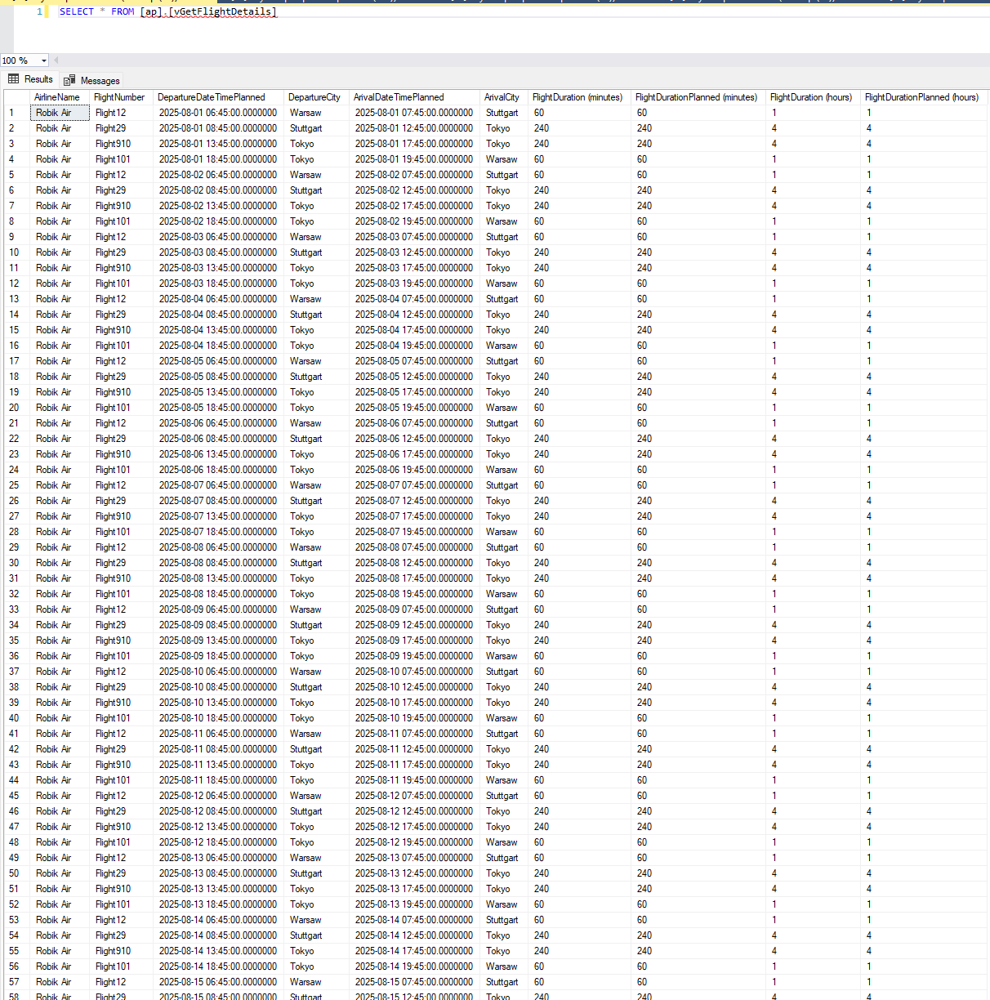 1 SELECT * FROM [ap].[vGetFlightDetails]
100 %
Results Messages
AirlineName FlightNumber DepartureDateTimePlanned DepartureCity ArivalDateTimePlanned ArivalCity FlightDuration (minutes) FlightDurationPlanned (minutes) FlightDuration (hours) FlightDurationPlanned (hours)
1 Robik Air Flight12 2025-08-01 06:45:00.0000000 Warsaw 2025-08-01 07:45:00.0000000 Stuttgart 60 60 1 1
2 Robik Air Flight29 2025-08-01 08:45:00.0000000 Stuttgart 2025-08-01 12:45:00.0000000 Tokyo 240 240 4 4
3 Robik Air Flight910 2025-08-01 13:45:00.0000000 Tokyo 2025-08-01 17:45:00.0000000 Tokyo 240 240 4 4
4 Robik Air Flight101 2025-08-01 18:45:00.0000000 Tokyo 2025-08-01 19:45:00.0000000 Warsaw 60 60 1 1
5 Robik Air Flight12 2025-08-02 06:45:00.0000000 Warsaw 2025-08-02 07:45:00.0000000 Stuttgart 60 60 1 1
6 Robik Air Flight29 2025-08-02 08:45:00.0000000 Stuttgart 2025-08-02 12:45:00.0000000 Tokyo 240 240 4 4
7 Robik Air Flight910 2025-08-02 13:45:00.0000000 Tokyo 2025-08-02 17:45:00.0000000 Tokyo 240 240 4 4
8 Robik Air Flight101 2025-08-02 18:45:00.0000000 Tokyo 2025-08-02 19:45:00.0000000 Warsaw 60 60 1 1
9 Robik Air Flight12 2025-08-03 06:45:00.0000000 Warsaw 2025-08-03 07:45:00.0000000 Stuttgart 60 60 1 1
10 Robik Air Flight29 2025-08-03 08:45:00.0000000 Stuttgart 2025-08-03 12:45:00.0000000 Tokyo 240 240 4 4
11 Robik Air Flight910 2025-08-03 13:45:00.0000000 Tokyo 2025-08-03 17:45:00.0000000 Tokyo 240 240 4 4
12 Robik Air Flight101 2025-08-03 18:45:00.0000000 Tokyo 2025-08-03 19:45:00.0000000 Warsaw 60 60 1 1
13 Robik Air Flight12 2025-08-04 06:45:00.0000000 Warsaw 2025-08-04 07:45:00.0000000 Stuttgart 60 60 1 1
14 Robik Air Flight29 2025-08-04 08:45:00.0000000 Stuttgart 2025-08-04 12:45:00.0000000 Tokyo 240 240 4 4
15 Robik Air Flight910 2025-08-04 13:45:00.0000000 Tokyo 2025-08-04 17:45:00.0000000 Tokyo 240 240 4 4
16 Robik Air Flight101 2025-08-04 18:45:00.0000000 Tokyo 2025-08-04 19:45:00.0000000 Warsaw 60 60 1 1
17 Robik Air Flight12 2025-08-05 06:45:00.0000000 Warsaw 2025-08-05 07:45:00.0000000 Stuttgart 60 60 1 1
18 Robik Air Flight29 2025-08-05 08:45:00.0000000 Stuttgart 2025-08-05 12:45:00.0000000 Tokyo 240 240 4 4
19 Robik Air Flight910 2025-08-05 13:45:00.0000000 Tokyo 2025-08-05 17:45:00.0000000 Tokyo 240 240 4 4
20 Robik Air Flight101 2025-08-05 18:45:00.0000000 Tokyo 2025-08-05 19:45:00.0000000 Warsaw 60 60 1 1
21 Robik Air Flight12 2025-08-06 06:45:00.0000000 Warsaw 2025-08-06 07:45:00.0000000 Stuttgart 60 60 1 1
22 Robik Air Flight29 2025-08-06 08:45:00.0000000 Stuttgart 2025-08-06 12:45:00.0000000 Tokyo 240 240 4 4
23 Robik Air Flight910 2025-08-06 13:45:00.0000000 Tokyo 2025-08-06 17:45:00.0000000 Tokyo 240 240 4 4
24 Robik Air Flight101 2025-08-06 18:45:00.0000000 Tokyo 2025-08-06 19:45:00.0000000 Warsaw 60 60 1 1
25 Robik Air Flight12 2025-08-07 06:45:00.0000000 Warsaw 2025-08-07 07:45:00.0000000 Stuttgart 60 60 1 1
26 Robik Air Flight29 2025-08-07 08:45:00.0000000 Stuttgart 2025-08-07 12:45:00.0000000 Tokyo 240 240 4 4
27 Robik Air Flight910 2025-08-07 13:45:00.0000000 Tokyo 2025-08-07 17:45:00.0000000 Tokyo 240 240 4 4
28 Robik Air Flight101 2025-08-07 18:45:00.0000000 Tokyo 2025-08-07 19:45:00.0000000 Warsaw 60 60 1 1
29 Robik Air Flight12 2025-08-08 06:45:00.0000000 Warsaw 2025-08-08 07:45:00.0000000 Stuttgart 60 60 1 1
30 Robik Air Flight29 2025-08-08 08:45:00.0000000 Stuttgart 2025-08-08 12:45:00.0000000 Tokyo 240 240 4 4
31 Robik Air Flight910 2025-08-08 13:45:00.0000000 Tokyo 2025-08-08 17:45:00.0000000 Tokyo 240 240 4 4
32 Robik Air Flight101 2025-08-08 18:45:00.0000000 Tokyo 2025-08-08 19:45:00.0000000 Warsaw 60 60 1 1
33 Robik Air Flight12 2025-08-09 06:45:00.0000000 Warsaw 2025-08-09 07:45:00.0000000 Stuttgart 60 60 1 1
34 Robik Air Flight29 2025-08-09 08:45:00.0000000 Stuttgart 2025-08-09 12:45:00.0000000 Tokyo 240 240 4 4
35 Robik Air Flight910 2025-08-09 13:45:00.0000000 Tokyo 2025-08-09 17:45:00.0000000 Tokyo 240 240 4 4
36 Robik Air Flight101 2025-08-09 18:45:00.0000000 Tokyo 2025-08-09 19:45:00.0000000 Warsaw 60 60 1 1
37 Robik Air Flight12 2025-08-10 06:45:00.0000000 Warsaw 2025-08-10 07:45:00.0000000 Stuttgart 60 60 1 1
38 Robik Air Flight29 2025-08-10 08:45:00.0000000 Stuttgart 2025-08-10 12:45:00.0000000 Tokyo 240 240 4 4
39 Robik Air Flight910 2025-08-10 13:45:00.0000000 Tokyo 2025-08-10 17:45:00.0000000 Tokyo 240 240 4 4
40 Robik Air Flight101 2025-08-10 18:45:00.0000000 Tokyo 2025-08-10 19:45:00.0000000 Warsaw 60 60 1 1
41 Robik Air Flight12 2025-08-11 06:45:00.0000000 Warsaw 2025-08-11 07:45:00.0000000 Stuttgart 60 60 1 1
42 Robik Air Flight29 2025-08-11 08:45:00.0000000 Stuttgart 2025-08-11 12:45:00.0000000 Tokyo 240 240 4 4
43 Robik Air Flight910 2025-08-11 13:45:00.0000000 Tokyo 2025-08-11 17:45:00.0000000 Tokyo 240 240 4 4
44 Robik Air Flight101 2025-08-11 18:45:00.0000000 Tokyo 2025-08-11 19:45:00.0000000 Warsaw 60 60 1 1
45 Robik Air Flight12 2025-08-12 06:45:00.0000000 Warsaw 2025-08-12 07:45:00.0000000 Stuttgart 60 60 1 1
46 Robik Air Flight29 2025-08-12 08:45:00.0000000 Stuttgart 2025-08-12 12:45:00.0000000 Tokyo 240 240 4 4
47 Robik Air Flight910 2025-08-12 13:45:00.0000000 Tokyo 2025-08-12 17:45:00.0000000 Tokyo 240 240 4 4
48 Robik Air Flight101 2025-08-12 18:45:00.0000000 Tokyo 2025-08-12 19:45:00.0000000 Warsaw 60 60 1 1
49 Robik Air Flight12 2025-08-13 06:45:00.0000000 Warsaw 2025-08-13 07:45:00.0000000 Stuttgart 60 60 1 1
50 Robik Air Flight29 2025-08-13 08:45:00.0000000 Stuttgart 2025-08-13 12:45:00.0000000 Tokyo 240 240 4 4
51 Robik Air Flight910 2025-08-13 13:45:00.0000000 Tokyo 2025-08-13 17:45:00.0000000 Tokyo 240 240 4 4
52 Robik Air Flight101 2025-08-13 18:45:00.0000000 Tokyo 2025-08-13 19:45:00.0000000 Warsaw 60 60 1 1
53 Robik Air Flight12 2025-08-14 06:45:00.0000000 Warsaw 2025-08-14 07:45:00.0000000 Stuttgart 60 60 1 1
54 Robik Air Flight29 2025-08-14 08:45:00.0000000 Stuttgart 2025-08-14 12:45:00.0000000 Tokyo 240 240 4 4
55 Robik Air Flight910 2025-08-14 13:45:00.0000000 Tokyo 2025-08-14 17:45:00.0000000 Tokyo 240 240 4 4
56 Robik Air Flight101 2025-08-14 18:45:00.0000000 Tokyo 2025-08-14 19:45:00.0000000 Warsaw 60 60 1 1
57 Robik Air Flight12 2025-08-15 06:45:00.0000000 Warsaw 2025-08-15 07:45:00.0000000 Stuttgart 60 60 1 1
58 Robik Air Flight29 2025-08-15 08:45:00.0000000 Stuttgart 2025-08-15 12:45:00.0000000 Tokyo 240 240 4 4